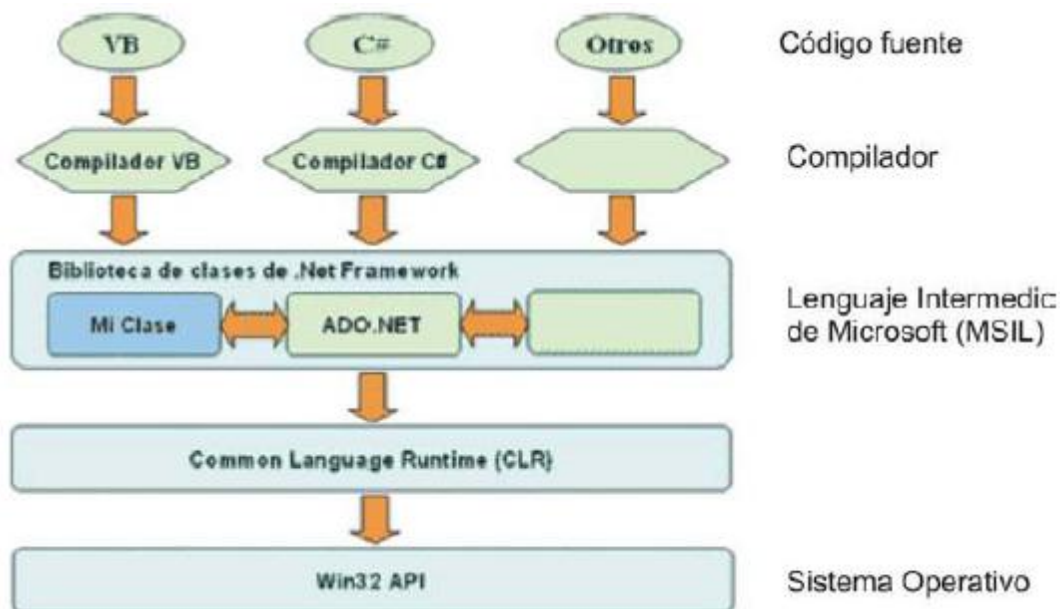 VB
C#
Otros
Código fuente
Compilador VB
Compilador C#
Compilador
Biblioteca de clases de .Net Framework
Mi Clase
ADO.NET
Lenguaje Intermedic
de Microsoft (MSIL)
Common Language Runtime (CLR)
Win32 API
Sistema Operativo